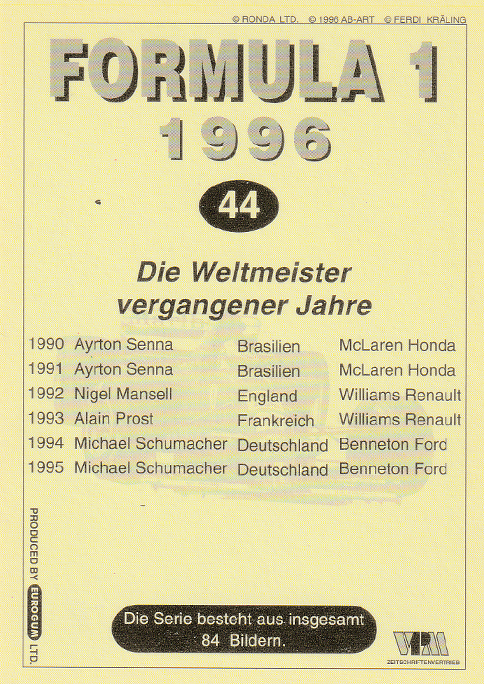 © RONDA LTD. © 1996 AB-ART © FERDI KRÄLING
FORMULA 1
1996
44
Die Weltmeister
vergangener Jahre
1990 Ayrton Senna Brasilien McLaren Honda
1991 Ayrton Senna Brasilien McLaren Honda
1992 Nigel Mansell England Williams Renault
1993 Alain Prost Frankreich Williams Renault
1994 Michael Schumacher Deutschland Benneton Ford
1995 Michael Schumacher Deutschland Benneton Ford
PRODUCED BY EUROGUM LTD.
Die Serie besteht aus insgesamt
84 Bildern.
ZEITSCHRIFTENVERTRIEB